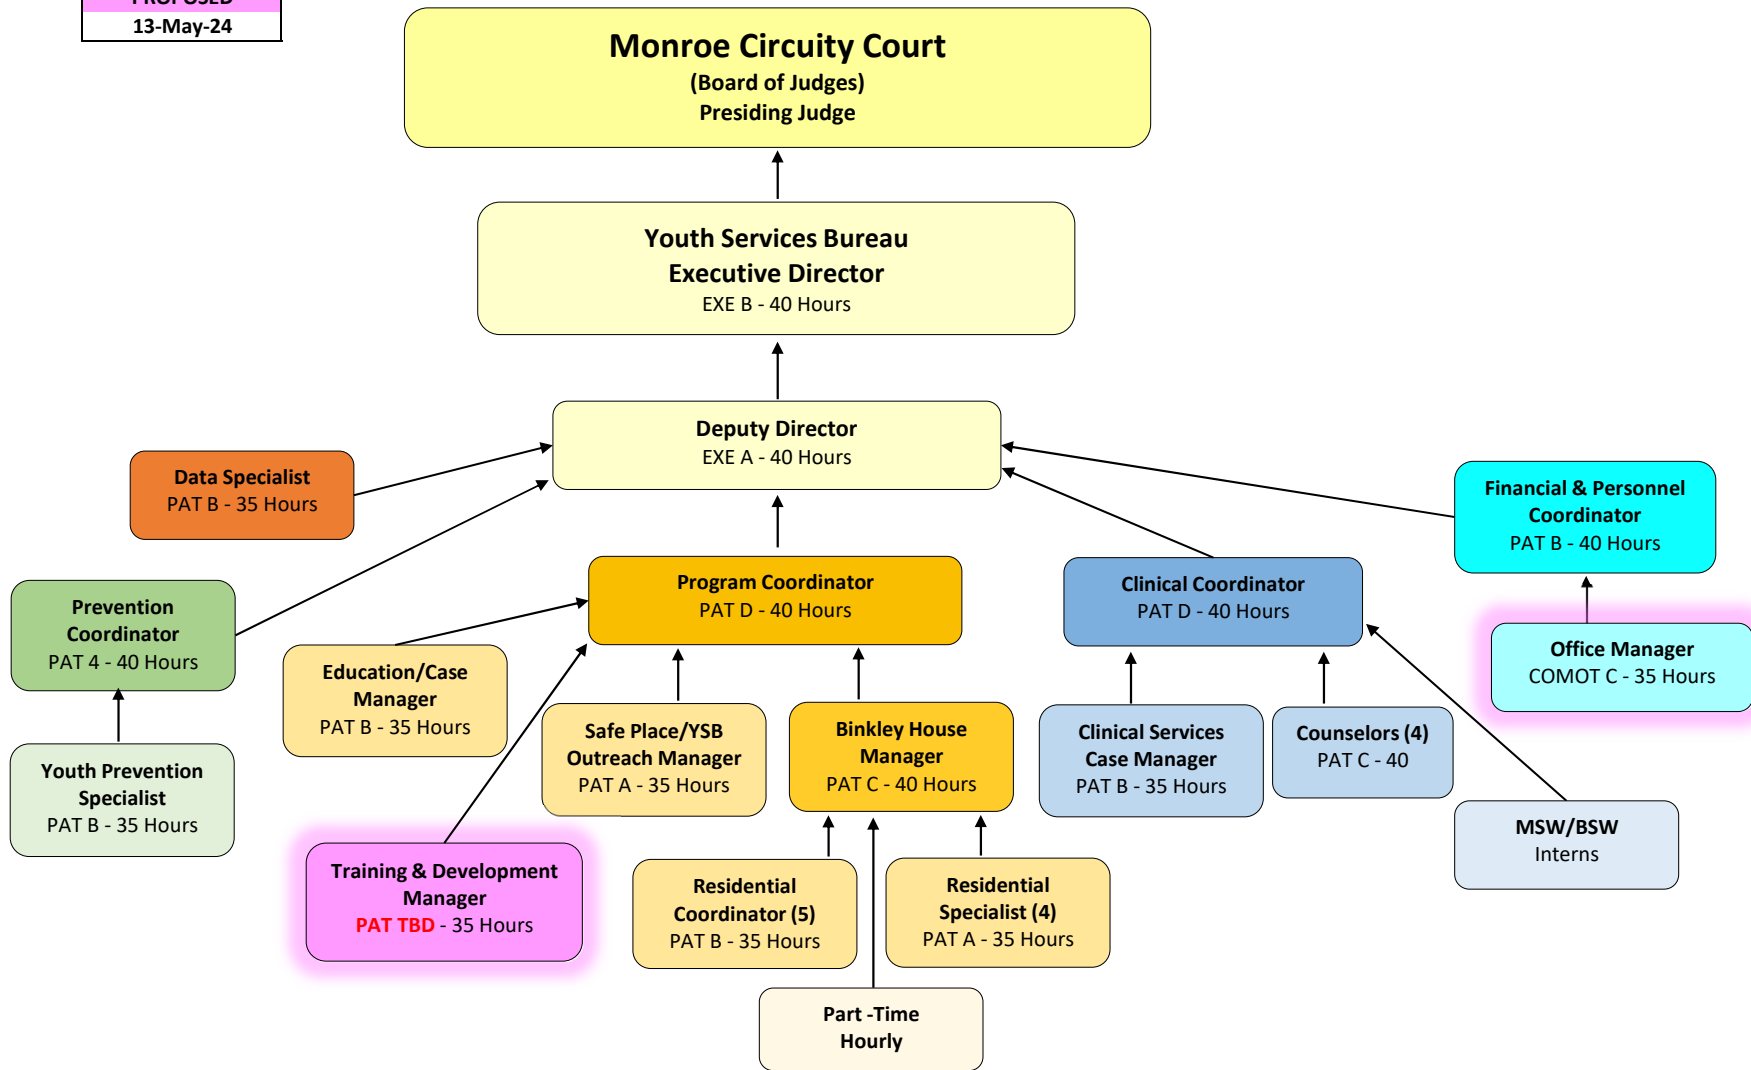 PROPOSED
13-May-24
Monroe Circuity Court
(Board of Judges)
Presiding Judge
Youth Services Bureau
Executive Director
EXE B - 40 Hours
Deputy Director
EXE A - 40 Hours
Data Specialist
PAT B - 35 Hours
Financial & Personnel
Coordinator
PAT B - 40 Hours
Prevention
Coordinator
PAT 4 - 40 Hours
Program Coordinator
PAT D - 40 Hours
Clinical Coordinator
PAT D - 40 Hours
Office Manager
COMOT C - 35 Hours
Education/Case
Manager
PAT B - 35 Hours
Safe Place/YSB
Outreach Manager
PAT A - 35 Hours
Binkley House
Manager
PAT C - 40 Hours
Clinical Services
Case Manager
PAT B - 35 Hours
Counselors (4)
PAT C - 40
Youth Prevention
Specialist
PAT B - 35 Hours
MSW/BSW
Interns
Training & Development
Manager
PAT TBD - 35 Hours
Residential
Coordinator (5)
PAT B - 35 Hours
Residential
Specialist (4)
PAT A - 35 Hours
Part -Time
Hourly